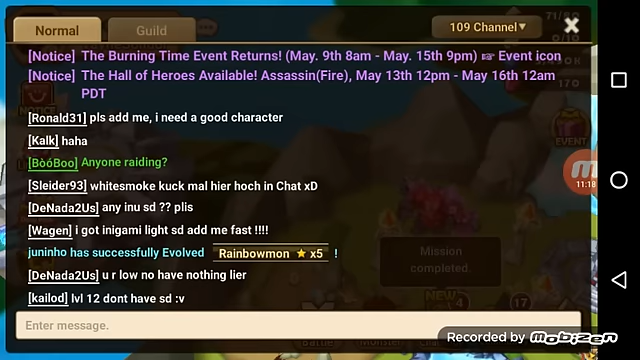 Normal
Guild
109 Channel
[Notice] The Burning Time Event Returns! (May. 9th 8am - May. 15th 9pm) ☞ Event icon
[Notice] The Hall of Heroes Available! Assassin(Fire), May 13th 12pm - May 16th 12am
PDT
[Ronald31] pls add me, i need a good character
[Kalk] haha
[BòóBoo] Anyone raiding?
[Sleider93] whitesmoke kuck mal hier hoch in Chat xD
[DeNada2Us] any inu sd ?? plis
[Wagen] i got inigami light sd add me fast !!!!
juninho has successfully Evolved Rainbowmon ★ x5 !
[DeNada2Us] u r low no have nothing lier
[kailod] lvl 12 dont have sd :v
Enter message.
Mission
completed.
EVENT
11:18
NEW
4
17
Battle
Monster
Recorded by Mobizen